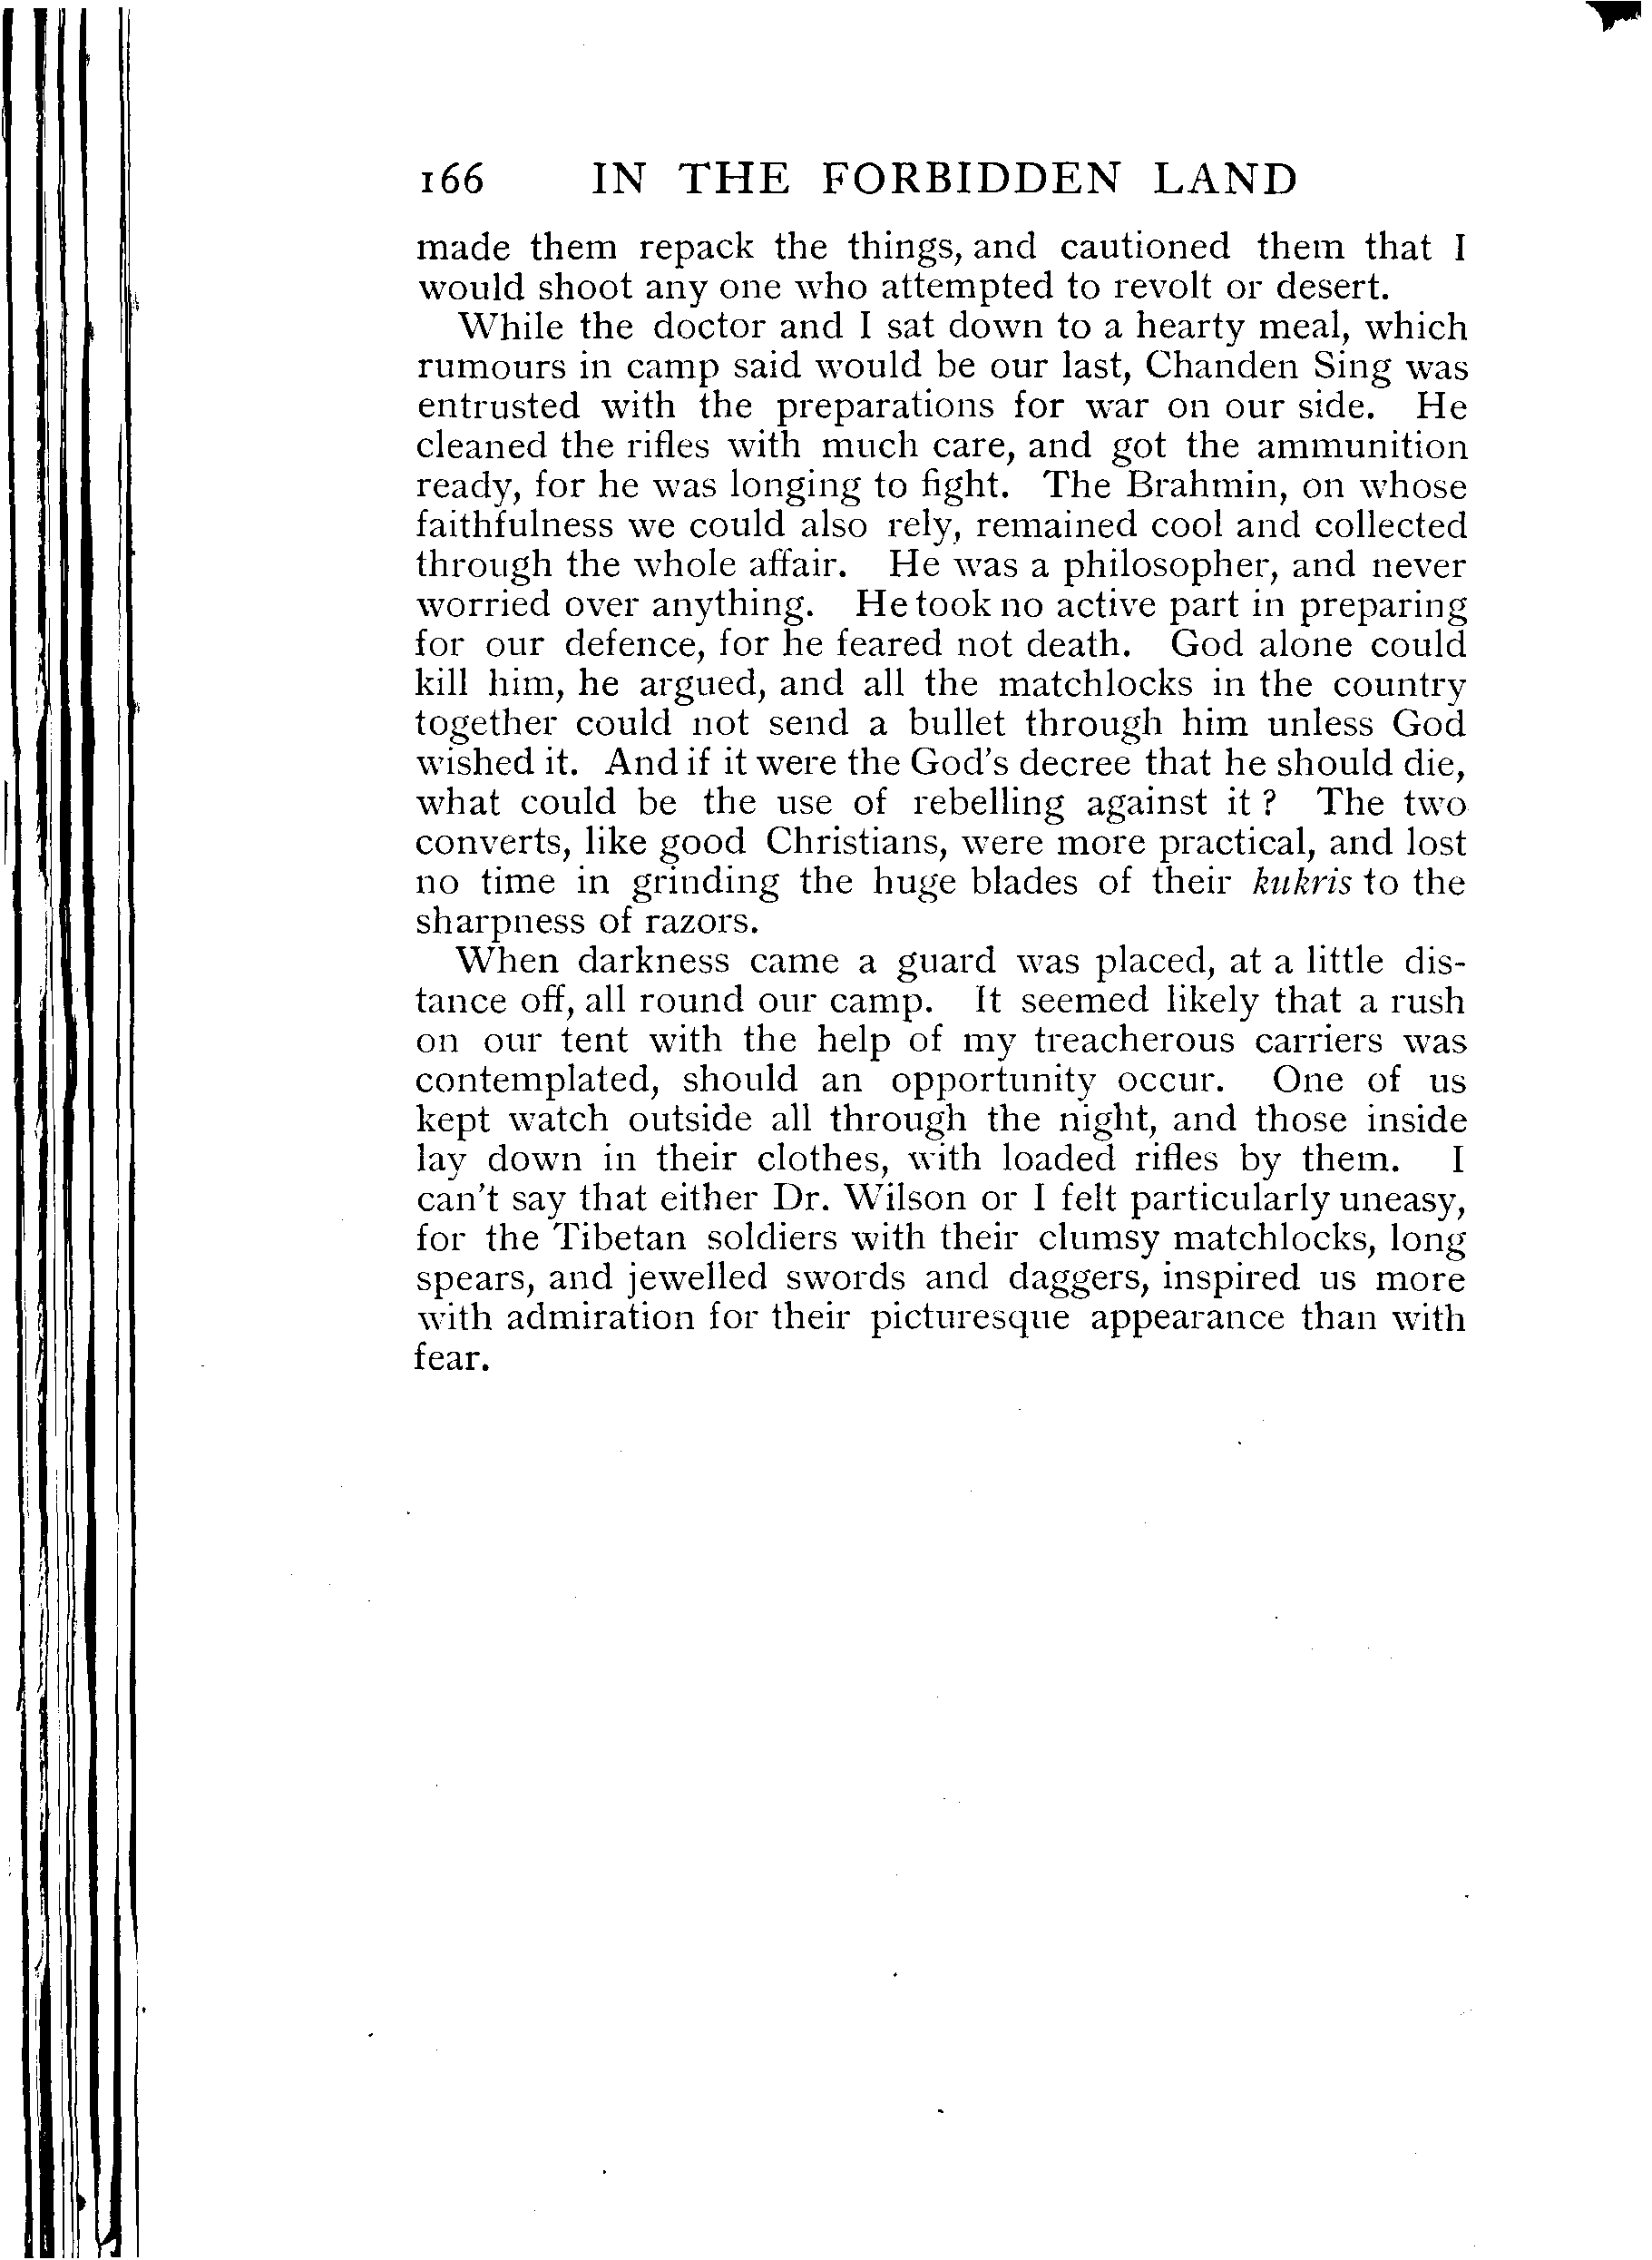 166 IN THE FORBIDDEN LAND
made them repack the things, and cautioned them that I
would shoot any one who attempted to revolt or desert.
While the doctor and I sat down to a hearty meal, which
rumours in camp said would be our last, Chanden Sing was
entrusted with the preparations for war on our side. He
cleaned the rifles with much care, and got the ammunition
ready, for he was longing to fight. The Brahmin, on whose
faithfulness we could also rely, remained cool and collected
through the whole affair. He was a philosopher, and never
worried over anything. He took no active part in preparing
for our defence, for he feared not death. God alone could
kill him, he argued, and all the matchlocks in the country
together could not send a bullet through him unless God
wished it. And if it were the God's decree that he should die,
what could be the use of rebelling against it ? The two
converts, like good Christians, were more practical, and lost
no time in grinding the huge blades of their kukris to the
sharpness of razors.
When darkness came a guard was placed, at a little dis-
tance off, all round our camp. It seemed likely that a rush
on our tent with the help of my treacherous carriers was
contemplated, should an opportunity occur. One of us
kept watch outside all through the night, and those inside
lay down in their clothes, with loaded rifles by them. I
can't say that either Dr. Wilson or I felt particularly uneasy,
for the Tibetan soldiers with their clumsy matchlocks, long
spears, and jewelled swords and daggers, inspired us more
with admiration for their picturesque appearance than with
fear.